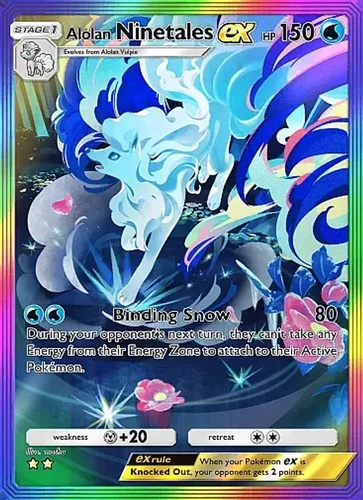 STAGE 1
Alolan Ninetales ex HP 150
Evolves from Alolan Vulpix
Binding Snow 80
During your opponent's next turn, they can't take any
Energy from their Energy Zone to attach to their Active
Pokémon.
weakness +20 retreat
ex rule When your Pokémon ex is
Knocked Out, your opponent gets 2 points.